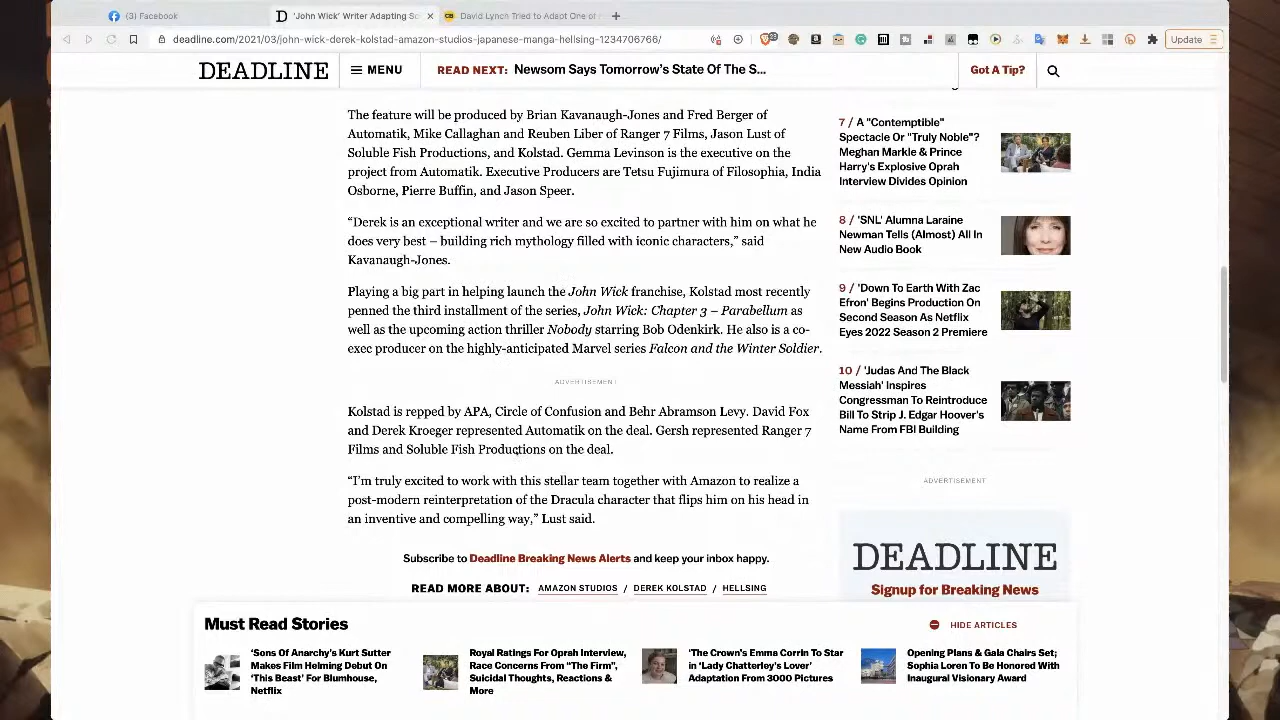 (3) Facebook
'John Wick' Writer Adapting Sc
David Lynch Tried to Adapt One of
deadline.com/2021/03/john-wick-derek-kolstad-amazon-studios-japanese-manga-hellsing-1234706766/
Update
DEADLINE
MENU
READ NEXT: Newsom Says Tomorrow's State Of The S...
Got A Tip?
The feature will be produced by Brian Kavanaugh-Jones and Fred Berger of
Automatik, Mike Callaghan and Reuben Liber of Ranger 7 Films, Jason Lust of
Soluble Fish Productions, and Kolstad. Gemma Levinson is the executive on the
project from Automatik. Executive Producers are Tetsu Fujimura of Filosophia, India
Osborne, Pierre Buffin, and Jason Speer.
"Derek is an exceptional writer and we are so excited to partner with him on what he
does very best – building rich mythology filled with iconic characters," said
Kavanaugh-Jones.
Playing a big part in helping launch the John Wick franchise, Kolstad most recently
penned the third installment of the series, John Wick: Chapter 3 – Parabellum as
well as the upcoming action thriller Nobody starring Bob Odenkirk. He also is a co-
exec producer on the highly-anticipated Marvel series Falcon and the Winter Soldier.
ADVERTISEMENT
Kolstad is repped by APA, Circle of Confusion and Behr Abramson Levy. David Fox
and Derek Kroeger represented Automatik on the deal. Gersh represented Ranger 7
Films and Soluble Fish Productions on the deal.
"I'm truly excited to work with this stellar team together with Amazon to realize a
post-modern reinterpretation of the Dracula character that flips him on his head in
an inventive and compelling way," Lust said.
Subscribe to Deadline Breaking News Alerts and keep your inbox happy.
READ MORE ABOUT: AMAZON STUDIOS / DEREK KOLSTAD / HELLSING
7 / A "Contemptible"
Spectacle Or "Truly Noble"?
Meghan Markle & Prince
Harry's Explosive Oprah
Interview Divides Opinion
8 / 'SNL' Alumna Laraine
Newman Tells (Almost) All In
New Audio Book
9 / 'Down To Earth With Zac
Efron' Begins Production On
Second Season As Netflix
Eyes 2022 Season 2 Premiere
10 / 'Judas And The Black
Messiah' Inspires
Congressman To Reintroduce
Bill To Strip J. Edgar Hoover's
Name From FBI Building
ADVERTISEMENT
DEADLINE
Signup for Breaking News
Must Read Stories
HIDE ARTICLES
'Sons Of Anarchy's Kurt Sutter
Makes Film Helming Debut On
'This Beast' For Blumhouse,
Netflix
Royal Ratings For Oprah Interview,
Race Concerns From "The Firm",
Suicidal Thoughts, Reactions &
More
'The Crown's Emma Corrin To Star
in 'Lady Chatterley's Lover'
Adaptation From 3000 Pictures
Opening Plans & Gala Chairs Set;
Sophia Loren To Be Honored With
Inaugural Visionary Award